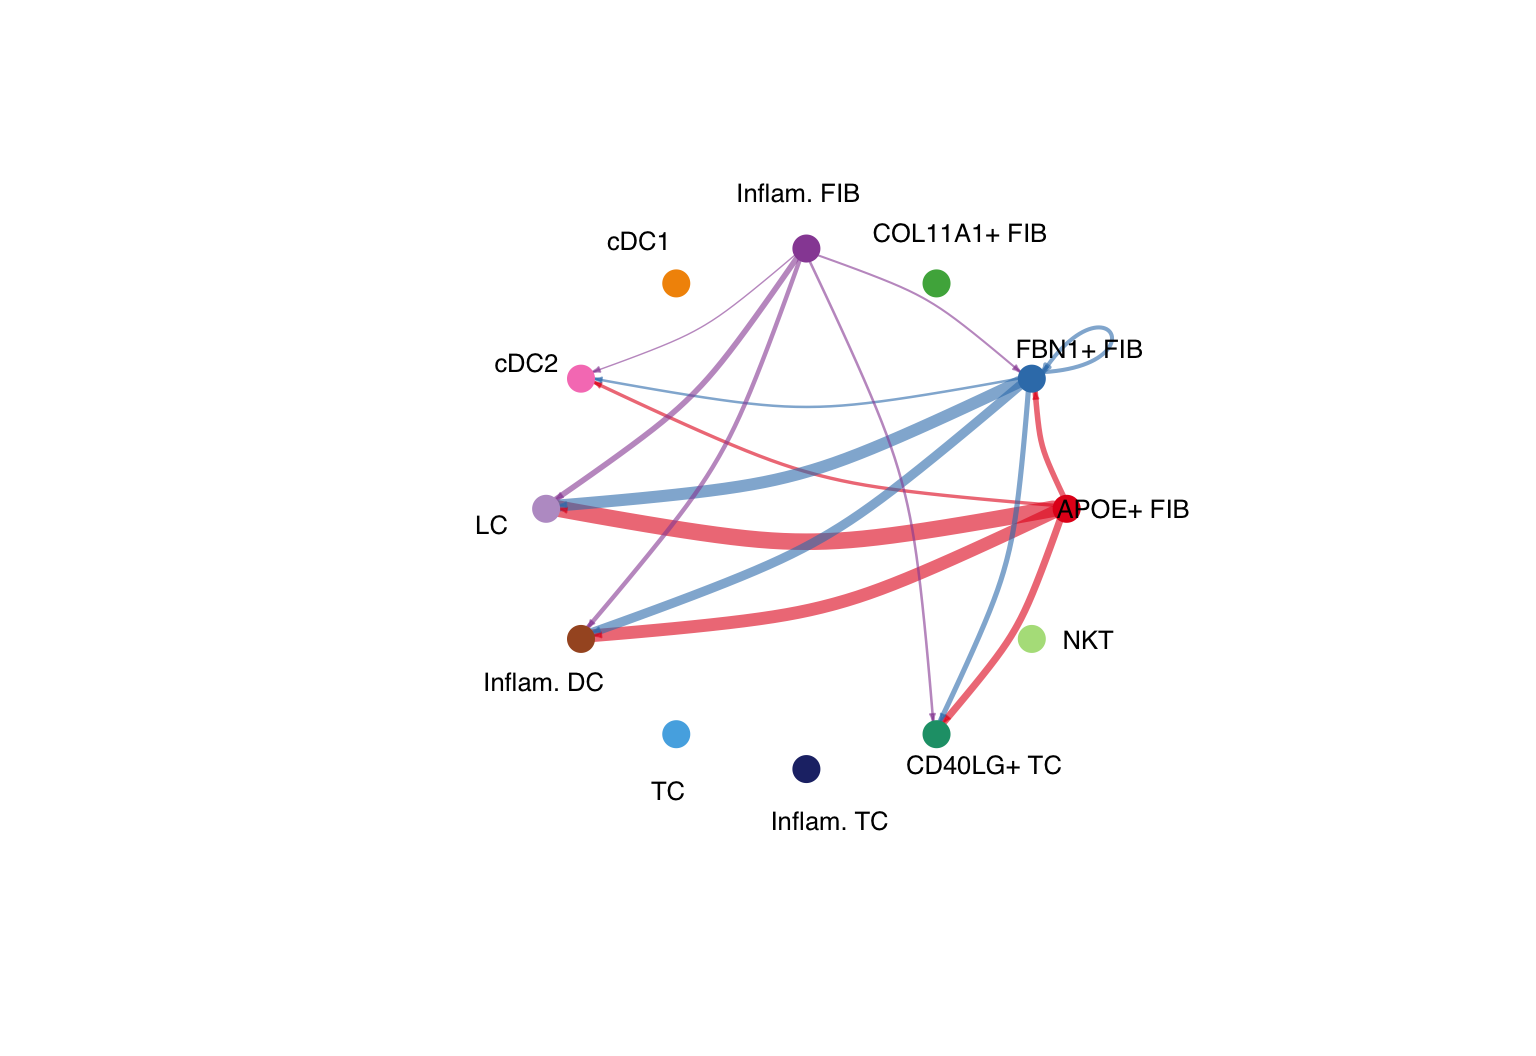 Inflam. FIB
COL11A1+ FIB
cDC1
FBN1+ FIB
cDC2
APOE+ FIB
LC
NKT
Inflam. DC
CD40LG+ TC
TC
Inflam. TC